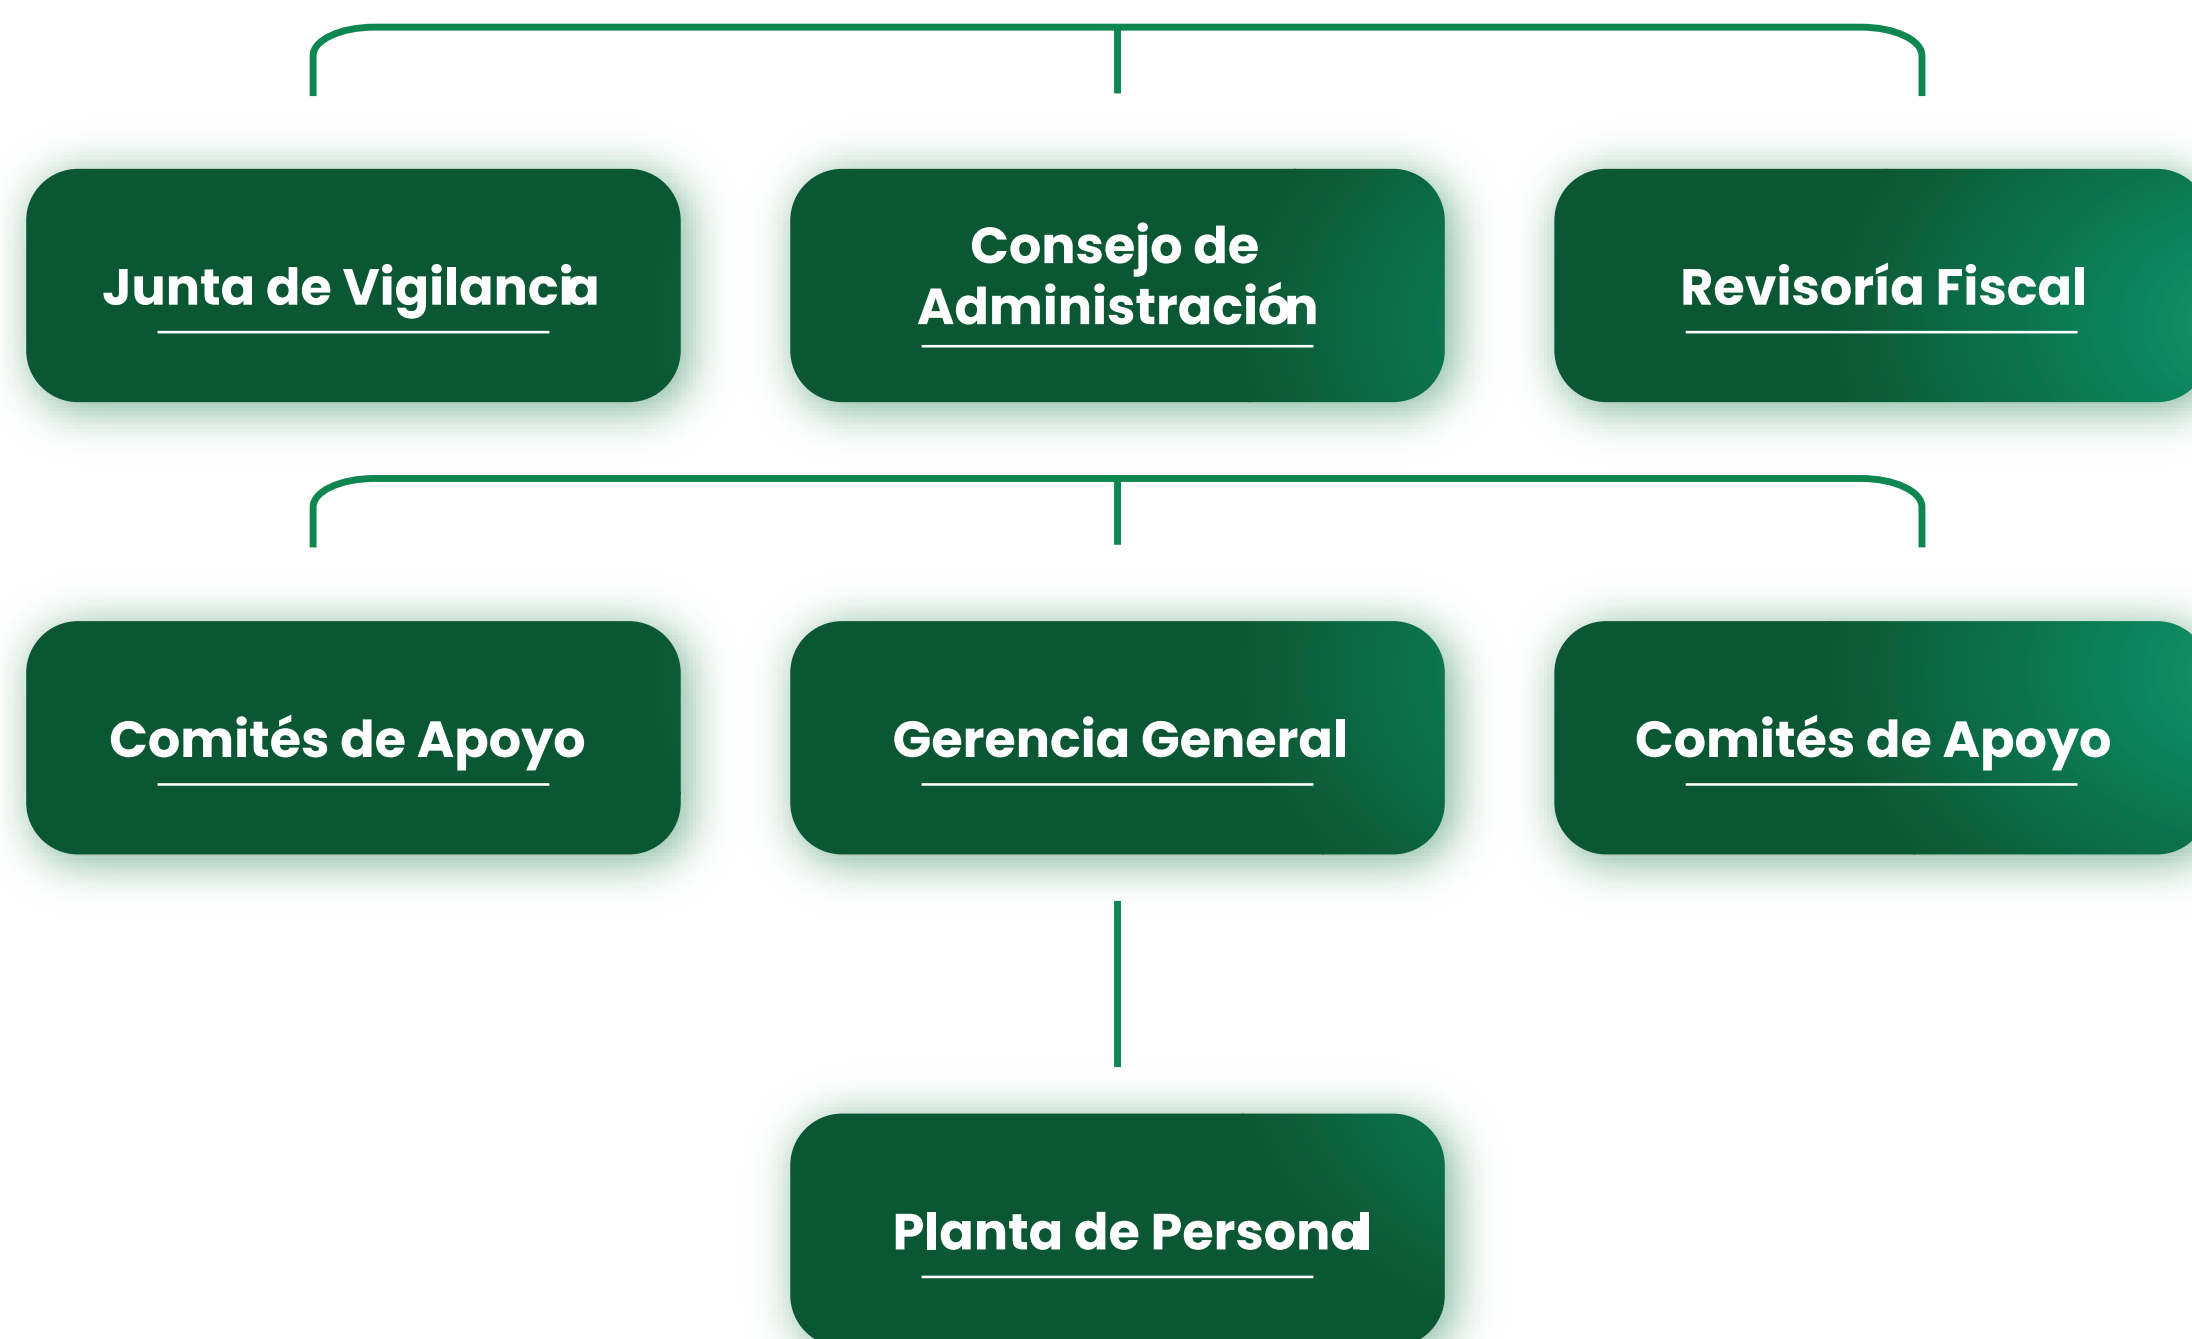 Junta de Vigilancia
Consejo de
Administración
Revisoría Fiscal
Comités de Apoyo
Gerencia General
Comités de Apoyo
Planta de Personal